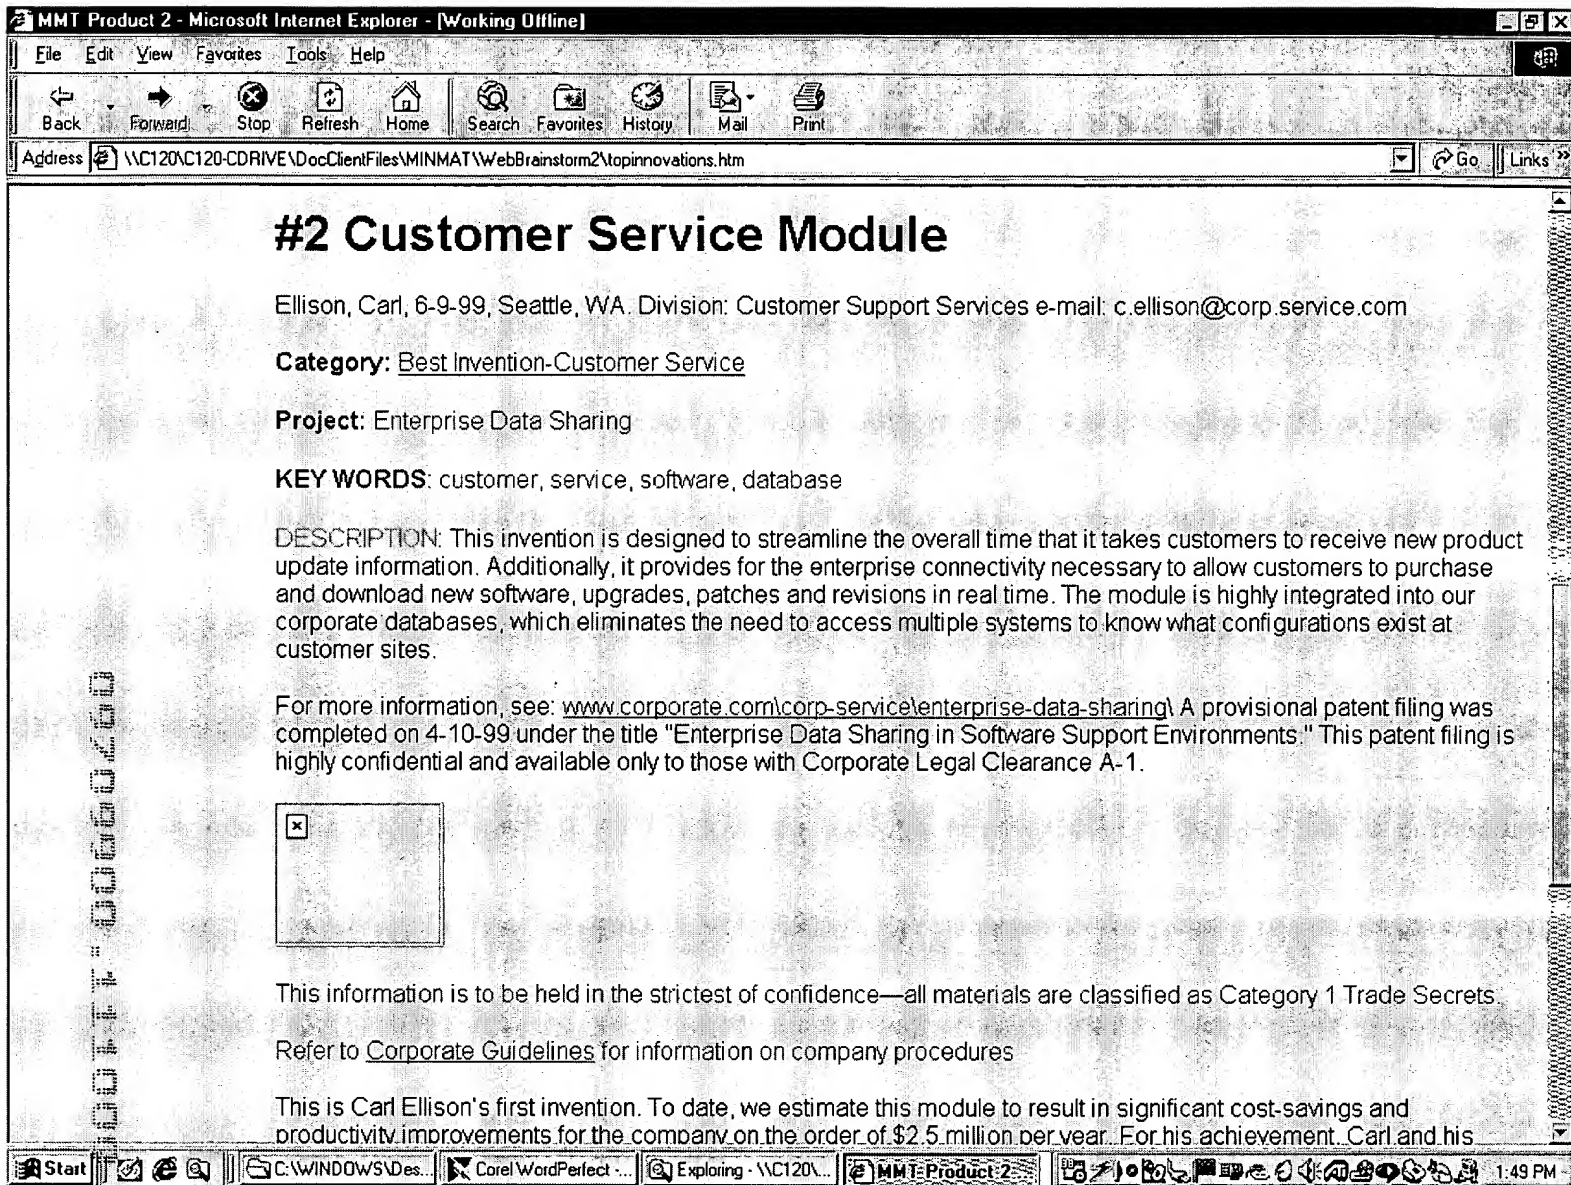 MMT Product 2 - Microsoft Internet Explorer - [Working Offline]
File Edit View Favorites Tools Help
Back Forward Stop Refresh Home Search Favorites History Mail Print
Address \\C120\C120-CDRIVE\DocClientFiles\MINMAT\WebBrainstorm2\topinnovations.htm Go Links »
#2 Customer Service Module
Ellison, Carl, 6-9-99, Seattle, WA. Division: Customer Support Services e-mail: c.ellison@corp.service.com
Category: Best Invention-Customer Service
Project: Enterprise Data Sharing
KEY WORDS: customer, service, software, database
DESCRIPTION: This invention is designed to streamline the overall time that it takes customers to receive new product
update information. Additionally, it provides for the enterprise connectivity necessary to allow customers to purchase
and download new software, upgrades, patches and revisions in real time. The module is highly integrated into our
corporate databases, which eliminates the need to access multiple systems to know what configurations exist at
customer sites.
For more information, see: www.corporate.com\corp-service\enterprise-data-sharing\ A provisional patent filing was
completed on 4-10-99 under the title "Enterprise Data Sharing in Software Support Environments." This patent filing is
highly confidential and available only to those with Corporate Legal Clearance A-1.
This information is to be held in the strictest of confidence—all materials are classified as Category 1 Trade Secrets.
Refer to Corporate Guidelines for information on company procedures
This is Carl Ellison's first invention. To date, we estimate this module to result in significant cost-savings and
productivity improvements for the company on the order of $2.5 million per year. For his achievement, Carl and his
Start C:\WINDOWS\Des... Corel WordPerfect -... Exploring - \\C120\... MMT Product 2 1:49 PM